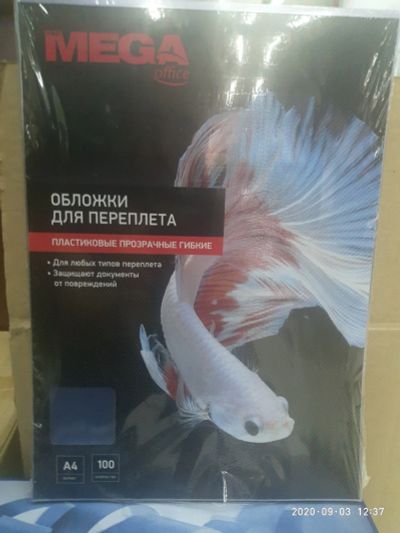 MEGA
office
ОБЛОЖКИ
ДЛЯ ПЕРЕПЛЕТА
ПЛАСТИКОВЫЕ ПРОЗРАЧНЫЕ ГИБКИЕ
• Для любых типов переплета
• Защищают документы
от повреждений
A4 100
2020-09-03 12:37